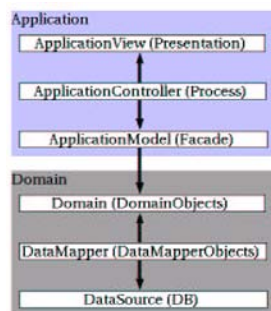 Application
ApplicationView (Presentation)
ApplicationController (Process)
ApplicationModel (Facade)
Domain
Domain (DomainObjects)
DataMapper (DataMapperObjects)
DataSource (DB)